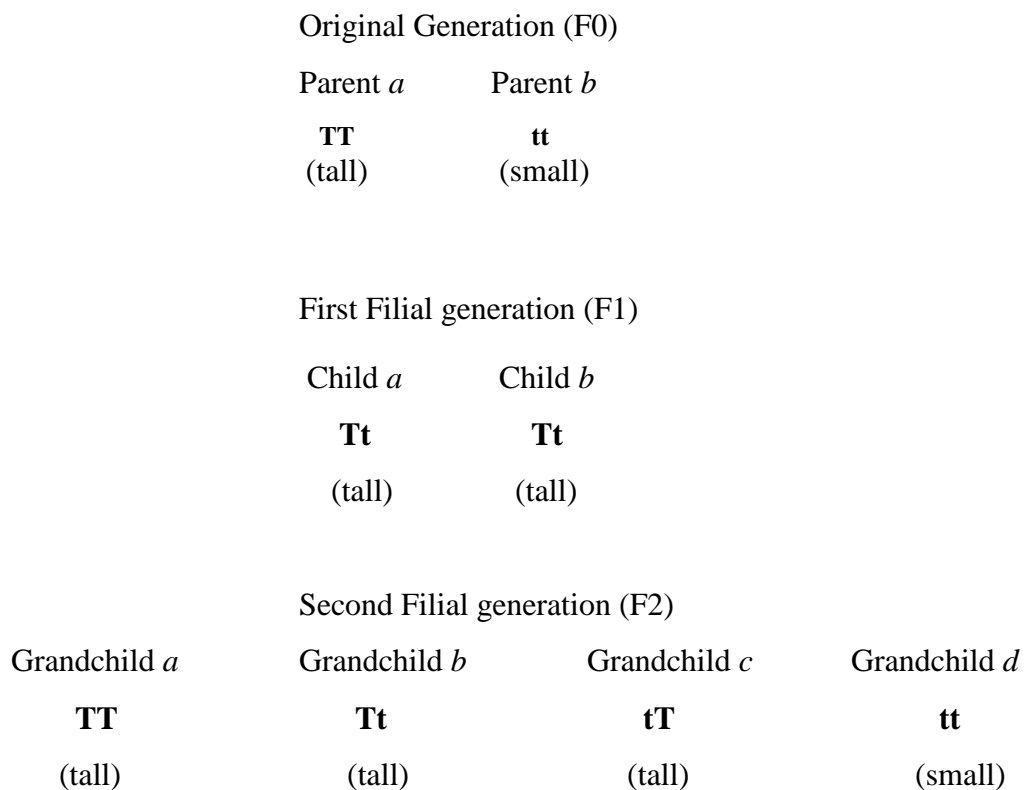 Original Generation (F0)
Parent a Parent b
TT tt
(tall) (small)
First Filial generation (F1)
Child a Child b
Tt Tt
(tall) (tall)
Second Filial generation (F2)
Grandchild a Grandchild b Grandchild c Grandchild d
TT Tt tT tt
(tall) (tall) (tall) (small)